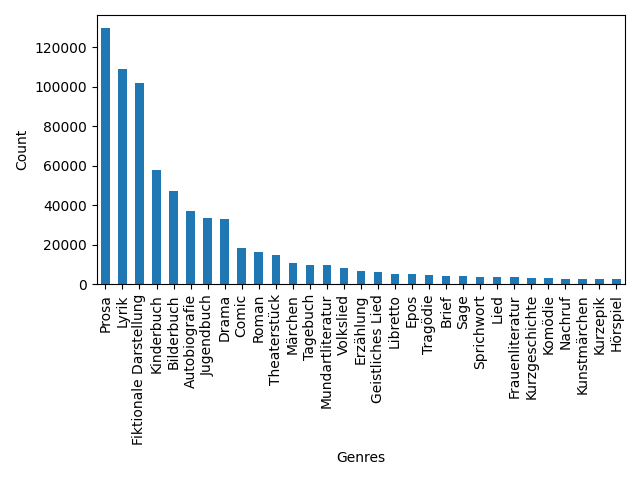 120000
100000
80000
60000
40000
20000
0
Count
Prosa
Lyrik
Fiktionale Darstellung
Kinderbuch
Bilderbuch
Autobiografie
Jugendbuch
Drama
Comic
Roman
Theaterstück
Märchen
Tagebuch
Mundartliteratur
Volkslied
Erzählung
Geistliches Lied
Libretto
Epos
Tragödie
Brief
Sage
Sprichwort
Lied
Frauenliteratur
Kurzgeschichte
Komödie
Nachruf
Kunstmärchen
Kurzepik
Hörspiel
Genres